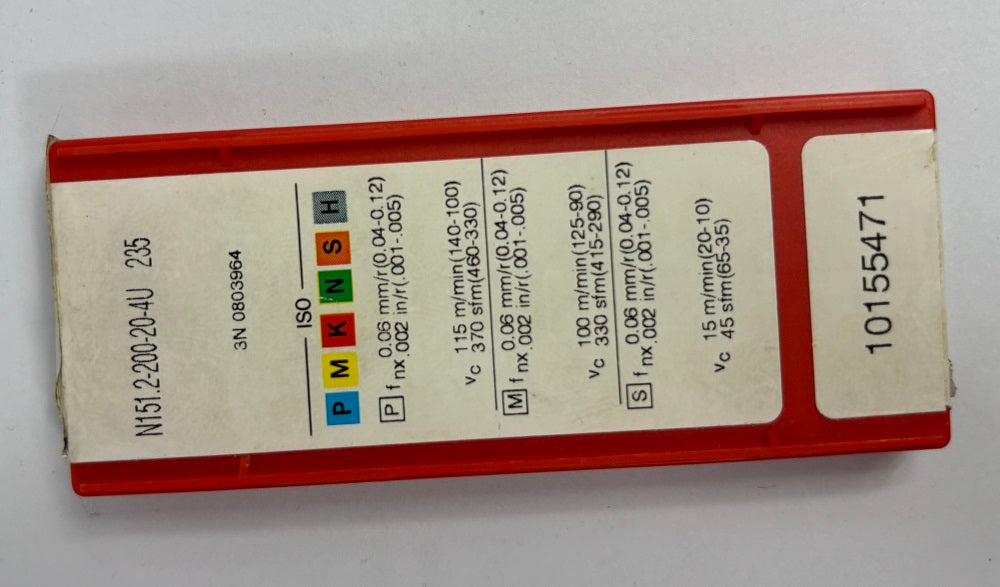 N151.2-200-20-4U 235
3N 0803964
ISO
P M K N S H
P fnx 0.06 mm/r(0.04-0.12)
.002 in/r(.001-.005)
vc 115 m/min(140-100)
370 sfm(460-330)
M fnx 0.06 mm/r(0.04-0.12)
.002 in/r(.001-.005)
vc 100 m/min(125-90)
330 sfm(415-290)
S fnx 0.06 mm/r(0.04-0.12)
.002 in/r(.001-.005)
vc 15 m/min(20-10)
45 sfm(65-35)
10155471